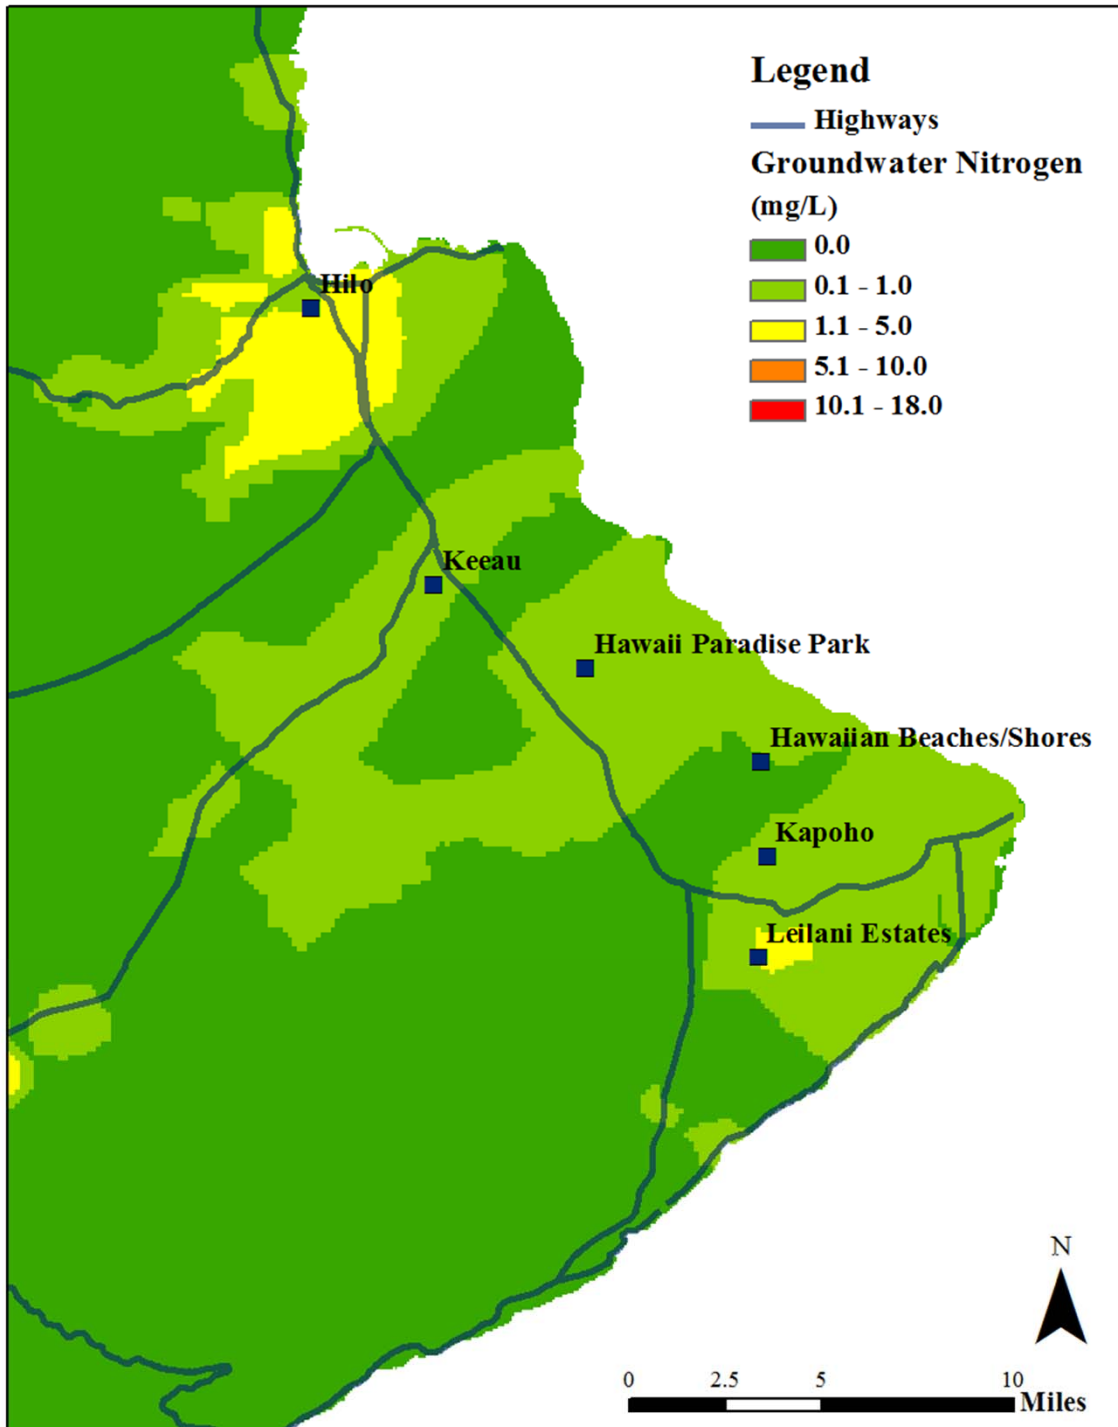 Legend
Highways
Groundwater Nitrogen
(mg/L)
0.0
0.1 - 1.0
1.1 - 5.0
5.1 - 10.0
10.1 - 18.0
Hilo
Keeau
Hawaii Paradise Park
Hawaiian Beaches/Shores
Kapoho
Leilani Estates
N
0 2.5 5 10
Miles